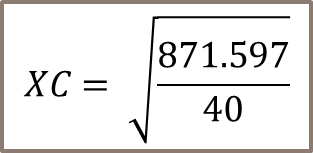 XC = √(871.597/40)